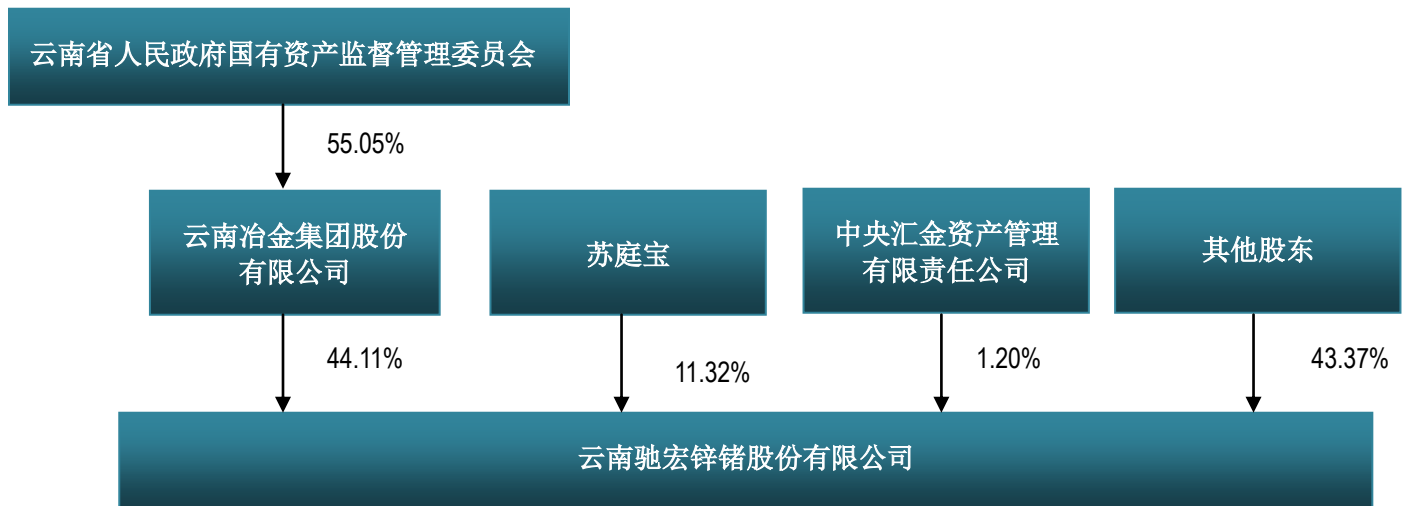 云南省人民政府国有资产监督管理委员会
55.05%
云南冶金集团股份
有限公司
苏庭宝
中央汇金资产管理
有限责任公司
其他股东
44.11%
11.32%
1.20%
43.37%
云南驰宏锌锗股份有限公司